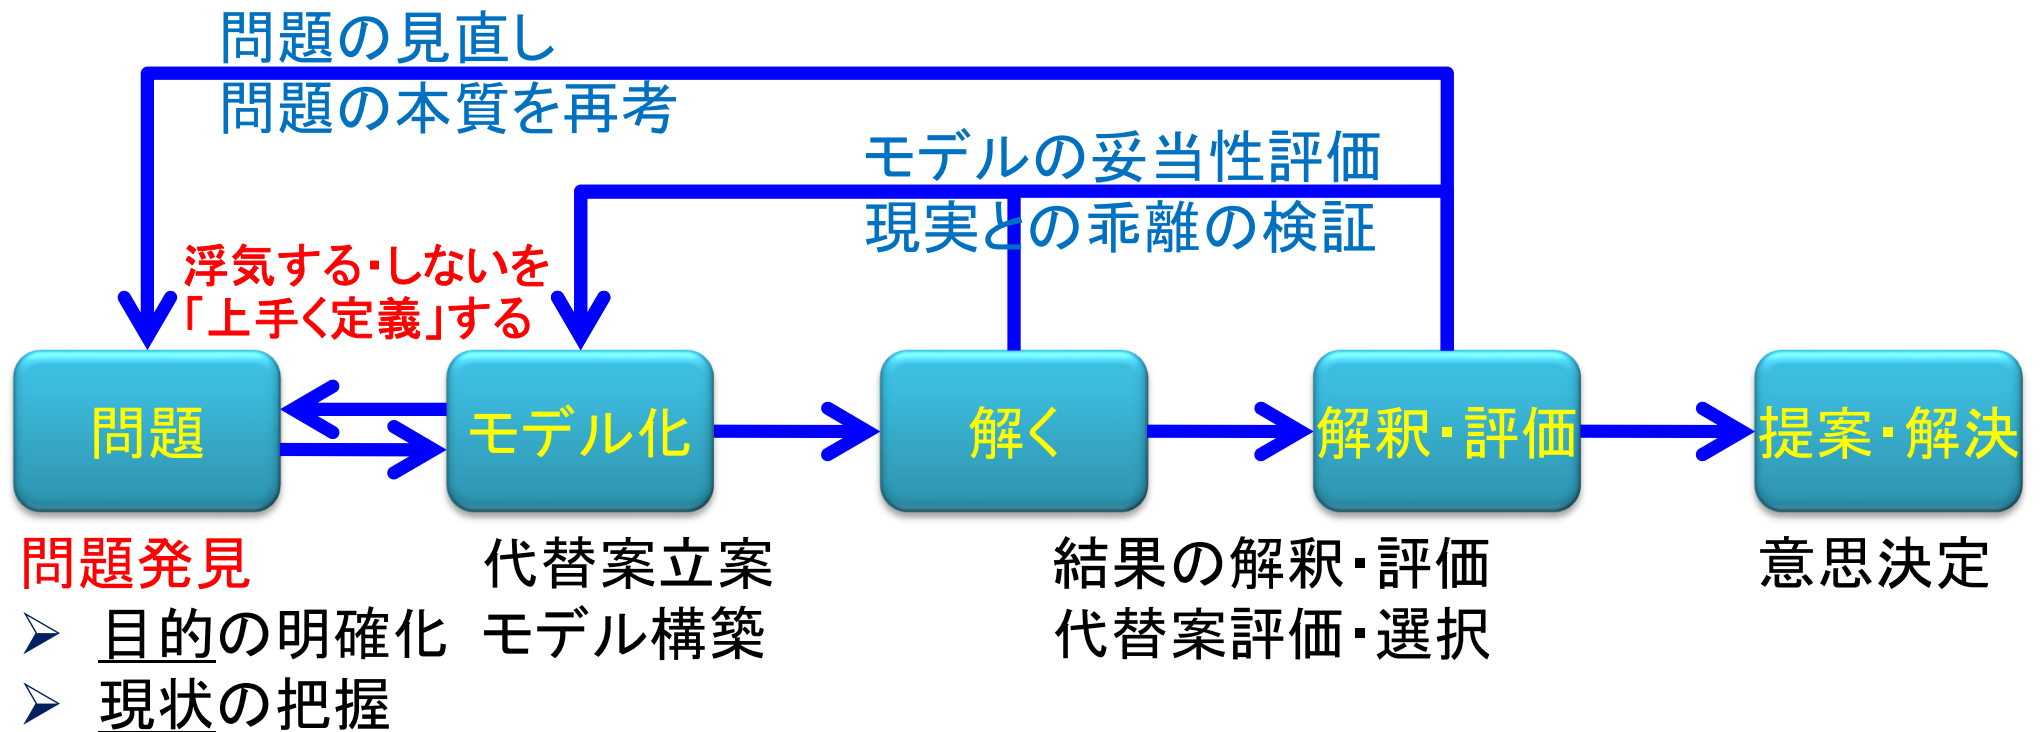 問題の見直し
問題の本質を再考
モデルの妥当性評価
現実との乖離の検証
浮気する・しないを
「上手く定義」する
問題
モデル化
解く
解釈・評価
提案・解決
問題発見
目的の明確化
現状の把握
代替案立案
モデル構築
結果の解釈・評価
代替案評価・選択
意思決定